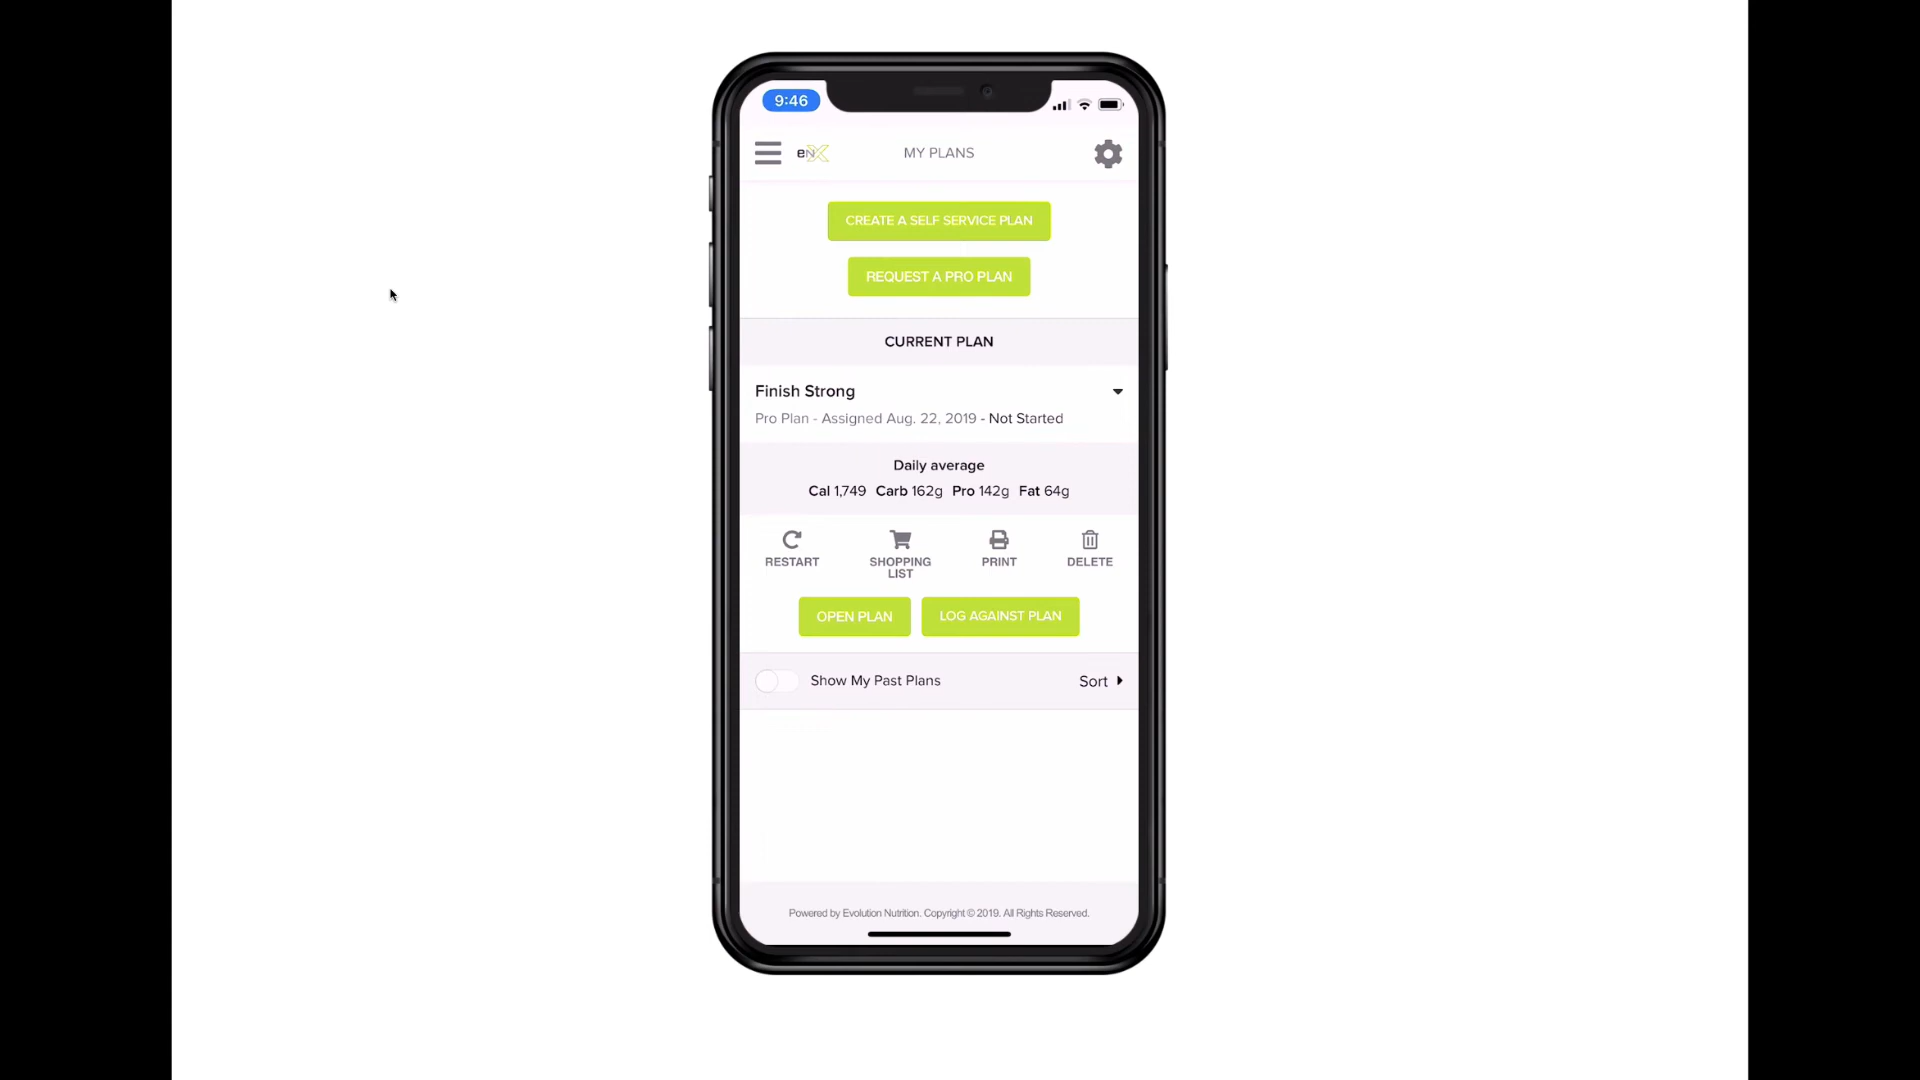 9:46
enX MY PLANS
CREATE A SELF SERVICE PLAN
REQUEST A PRO PLAN
CURRENT PLAN
Finish Strong
Pro Plan - Assigned Aug. 22, 2019 - Not Started
Daily average
Cal 1,749 Carb 162g Pro 142g Fat 64g
RESTART SHOPPING LIST PRINT DELETE
OPEN PLAN LOG AGAINST PLAN
Show My Past Plans Sort
Powered by Evolution Nutrition. Copyright © 2019. All Rights Reserved.